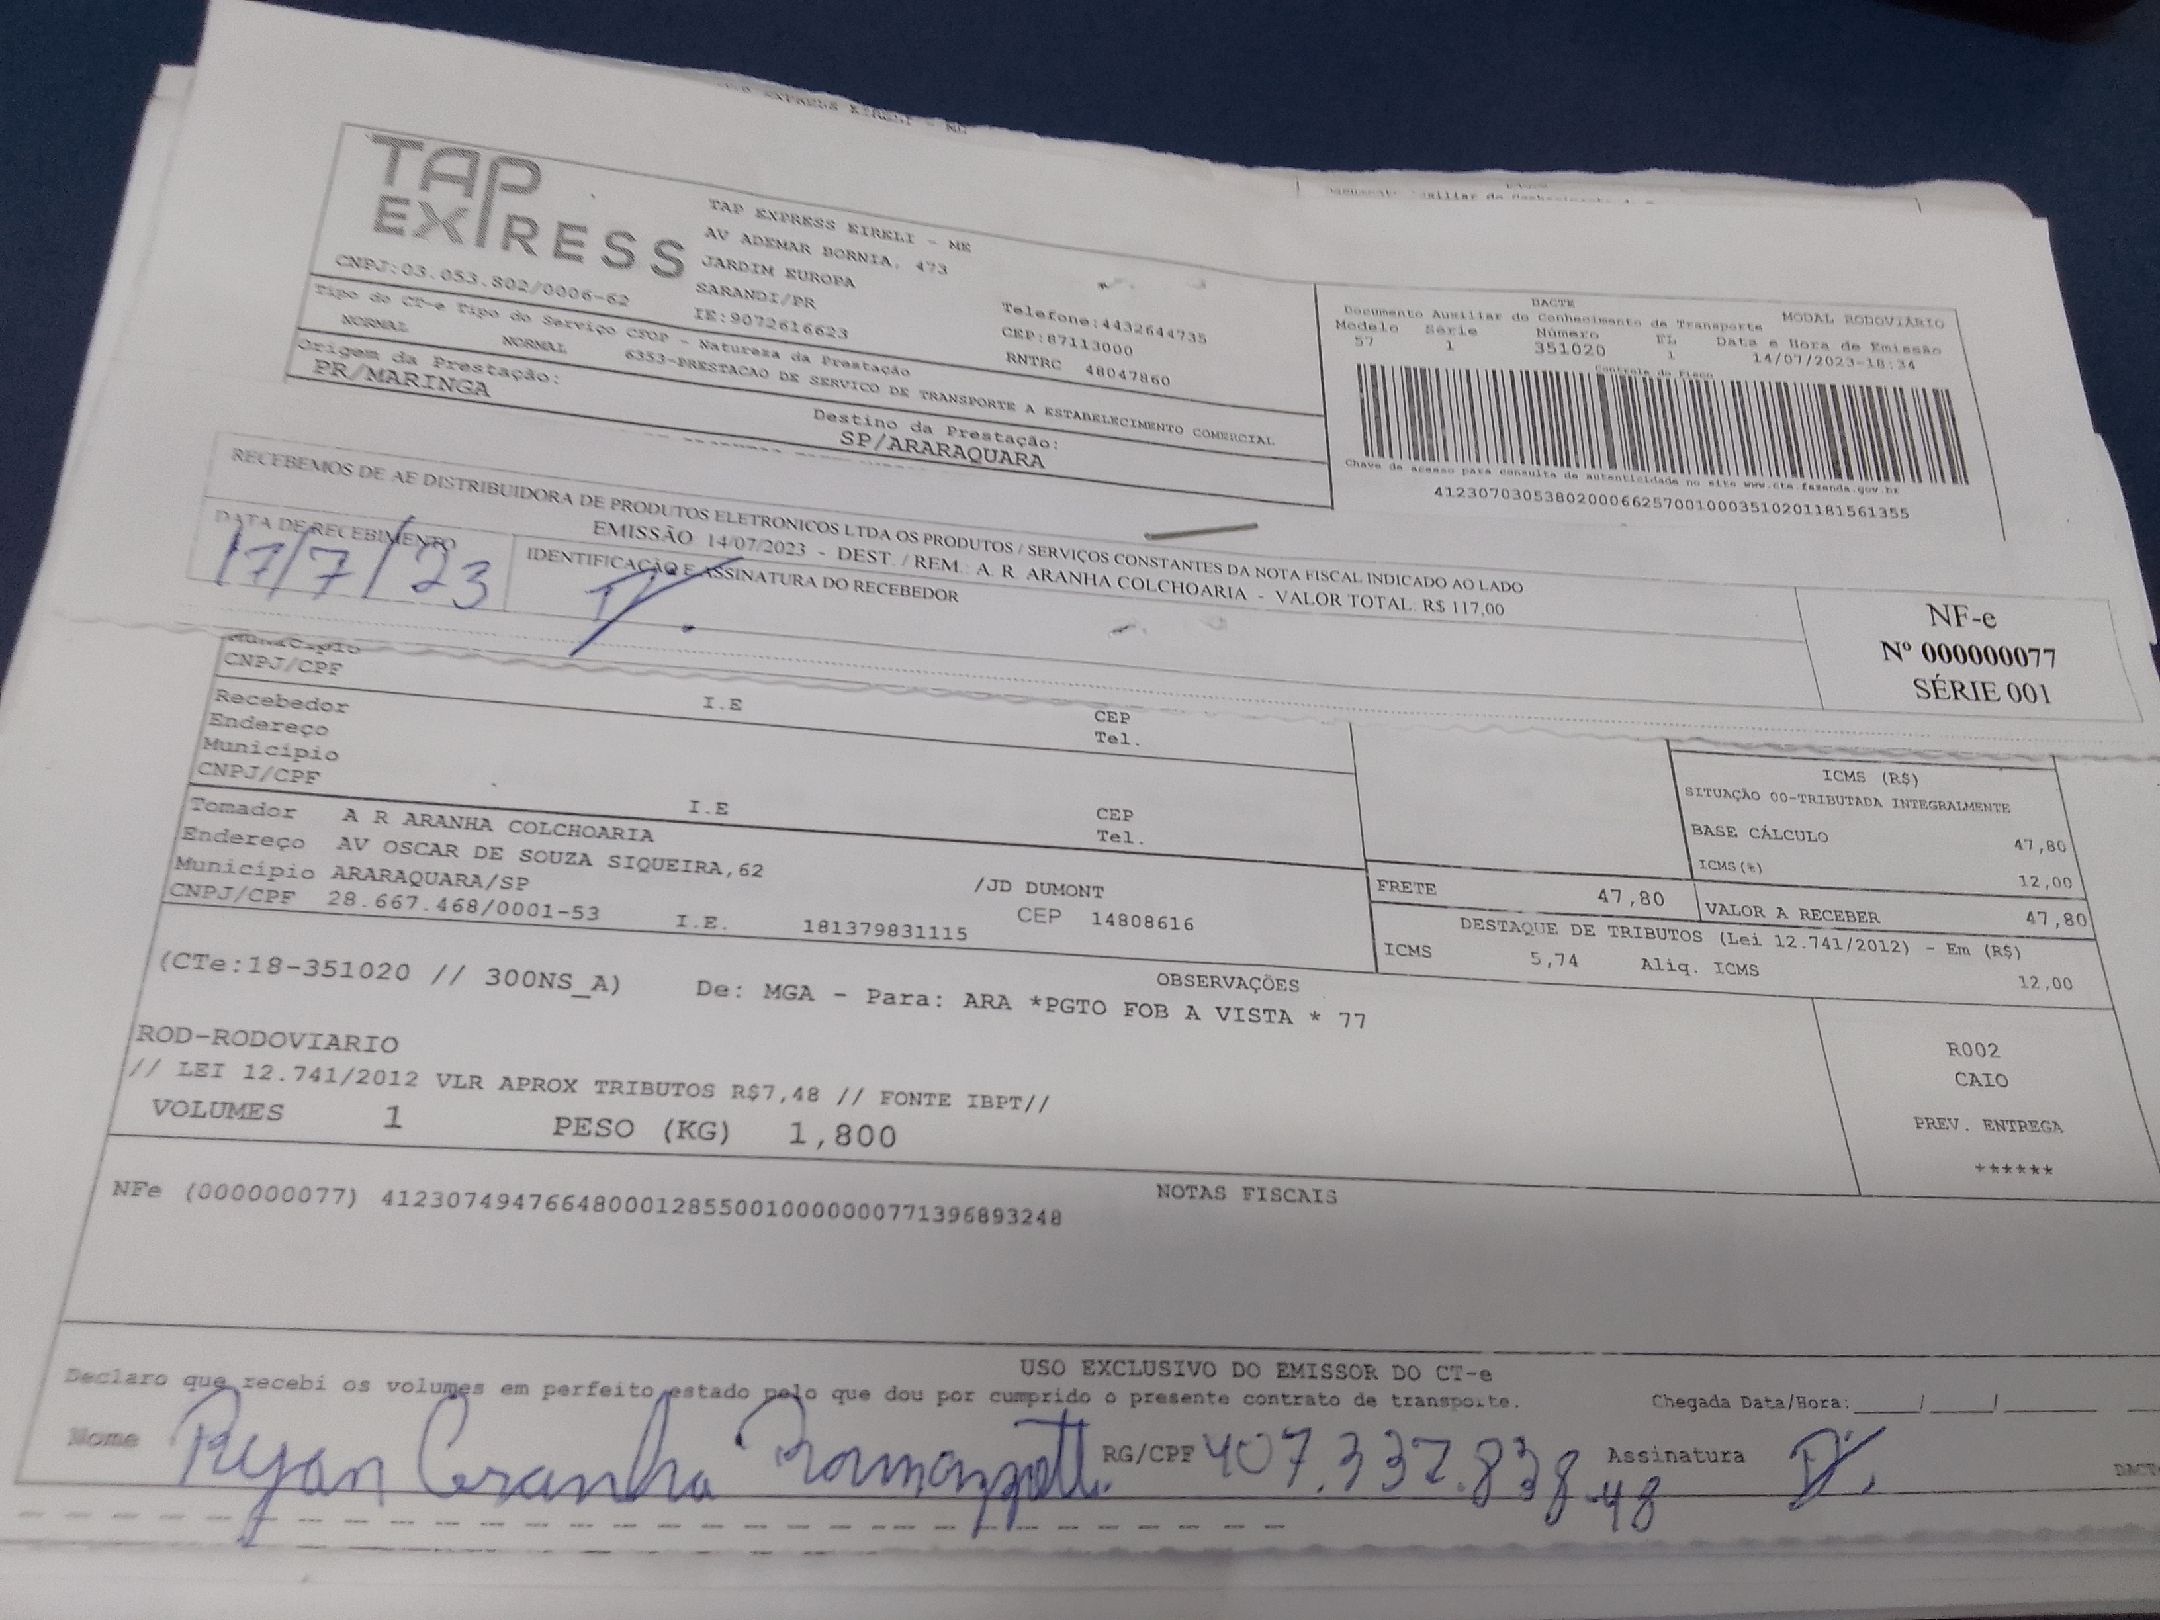 TAP EXPRESS
TAP EXPRESS EIRELI - ME
AV ADEMAR BORNIA, 473
JARDIM EUROPA
SARANDI/PR
IE:9072616623
CNPJ:03.053.802/0006-62
Telefone:4432644735
CEP:87113000
RNTRC 48047860
Tipo do CT-e Tipo do Serviço CFOP - Natureza da Prestação
NORMAL NORMAL 6353-PRESTACAO DE SERVICO DE TRANSPORTE A ESTABELECIMENTO COMERCIAL
Origem da Prestação:
PR/MARINGA
Destino da Prestação:
SP/ARARAQUARA
DACTE
Documento Auxiliar do Conhecimento de Transporte MODAL RODOVIÁRIO
Modelo Série Número FL Data e Hora de Emissão
57 1 351020 1 14/07/2023-18:34
Controle do Fisco
Chave de acesso para consulta de autenticidade no site www.cte.fazenda.gov.br
41230703053802000662570010003510201181561355
RECEBEMOS DE AE DISTRIBUIDORA DE PRODUTOS ELETRONICOS LTDA OS PRODUTOS / SERVIÇOS CONSTANTES DA NOTA FISCAL INDICADO AO LADO
EMISSÃO 14/07/2023 - DEST. / REM.: A. R. ARANHA COLCHOARIA - VALOR TOTAL: R$ 117,00
DATA DE RECEBIMENTO
17/7/23
IDENTIFICAÇÃO E ASSINATURA DO RECEBEDOR
NF-e
Nº 000000077
SÉRIE 001
Município
CNPJ/CPF I.E CEP
Recebedor Tel.
Endereço
Município
CNPJ/CPF I.E CEP
Tomador A R ARANHA COLCHOARIA Tel.
Endereço AV OSCAR DE SOUZA SIQUEIRA,62 /JD DUMONT
Município ARARAQUARA/SP CEP 14808616
CNPJ/CPF 28.667.468/0001-53 I.E. 181379831115
ICMS (R$)
SITUAÇÃO 00-TRIBUTADA INTEGRALMENTE
BASE CÁLCULO 47,80
ICMS(%) 12,00
FRETE 47,80 VALOR A RECEBER 47,80
DESTAQUE DE TRIBUTOS (Lei 12.741/2012) - Em (R$)
ICMS 5,74 Aliq. ICMS 12,00
OBSERVAÇÕES
(CTe:18-351020 // 300NS_A) De: MGA - Para: ARA *PGTO FOB A VISTA * 77
ROD-RODOVIARIO
// LEI 12.741/2012 VLR APROX TRIBUTOS R$7,48 // FONTE IBPT//
VOLUMES 1 PESO (KG) 1,800
R002
CAIO
PREV. ENTREGA
******
NOTAS FISCAIS
NFe (000000077) 41230749476648000128550010000000771396893248
USO EXCLUSIVO DO EMISSOR DO CT-e
Declaro que recebi os volumes em perfeito estado pelo que dou por cumprido o presente contrato de transporte. Chegada Data/Hora:_____/_____/_______
Nome Ryan Granha Ramazzotti RG/CPF 407.337.838-48 Assinatura